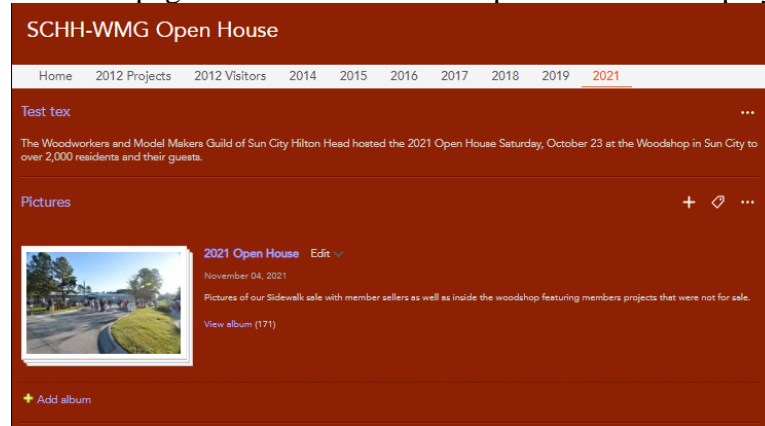 SCHH-WMG Open House
Home 2012 Projects 2012 Visitors 2014 2015 2016 2017 2018 2019 2021
Test tex
The Woodworkers and Model Makers Guild of Sun City Hilton Head hosted the 2021 Open House Saturday, October 23 at the Woodshop in Sun City to
over 2,000 residents and their guests.
Pictures
2021 Open House Edit
November 04, 2021
Pictures of our Sidewalk sale with member sellers as well as inside the woodshop featuring members projects that were not for sale.
View album (171)
Add album